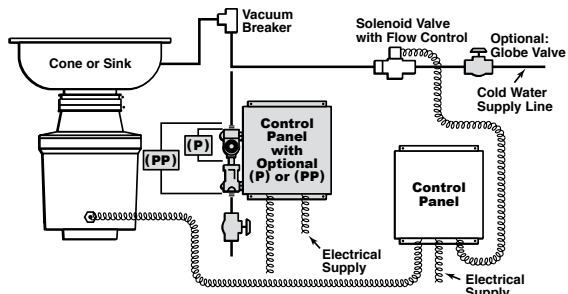 Vacuum
Breaker
Solenoid Valve
with Flow Control
Optional:
Globe Valve
Cone or Sink
Cold Water
Supply Line
Control
Panel
with
Optional
(P) or (PP)
(P)
(PP)
Control
Panel
Electrical
Supply
Electrical
Supply